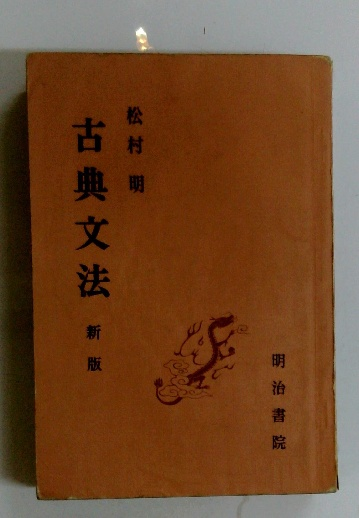 松村 明
古典文法 新版
明治書院